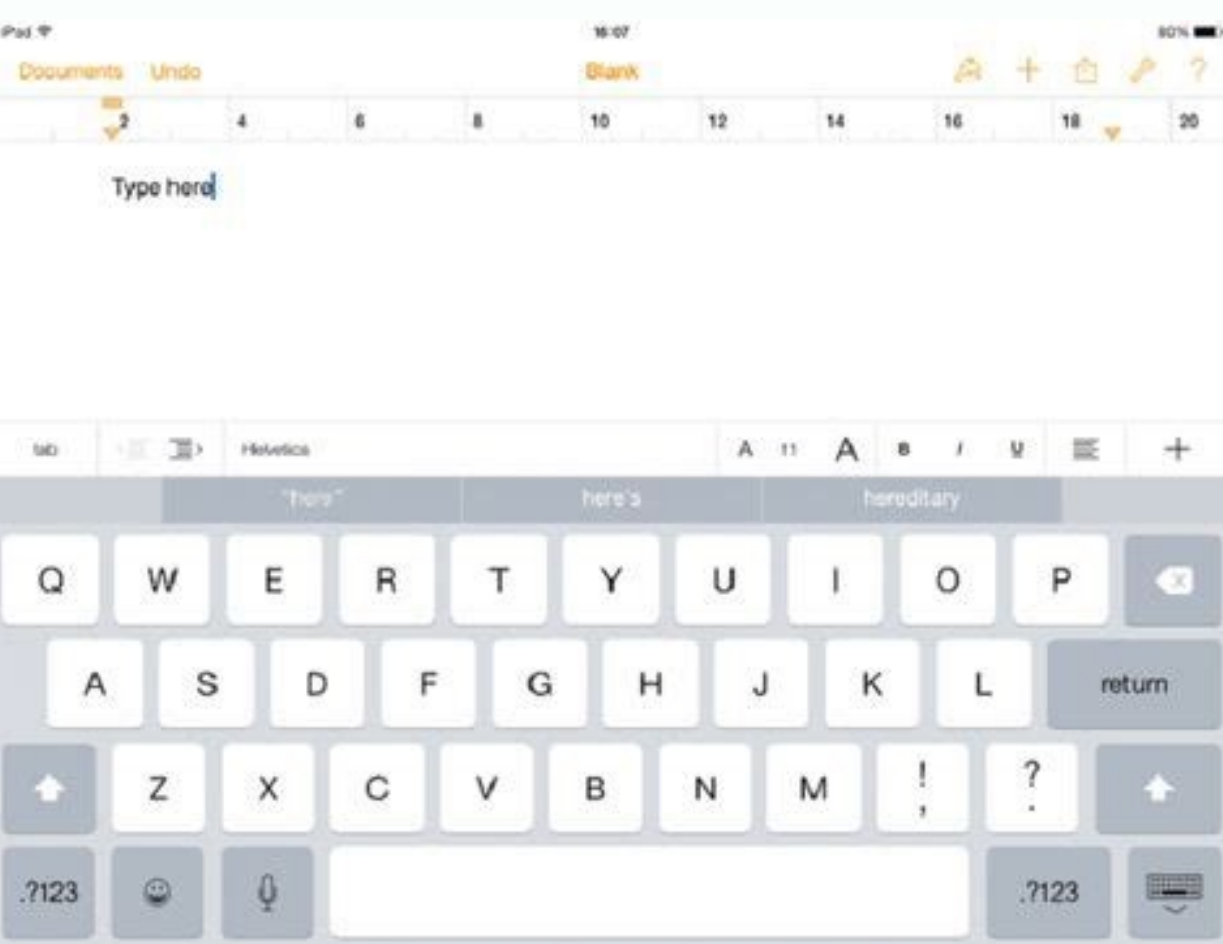 iPad 16:07 80%
Documents Undo Blank ?
2 4 6 8 10 12 14 16 18 20
Type here
tab Helvetica A 11 A B I U
"here" here's hereditary
Q W E R T Y U I O P
A S D F G H J K L return
Z X C V B N M ! , ? .
.?123 .?123